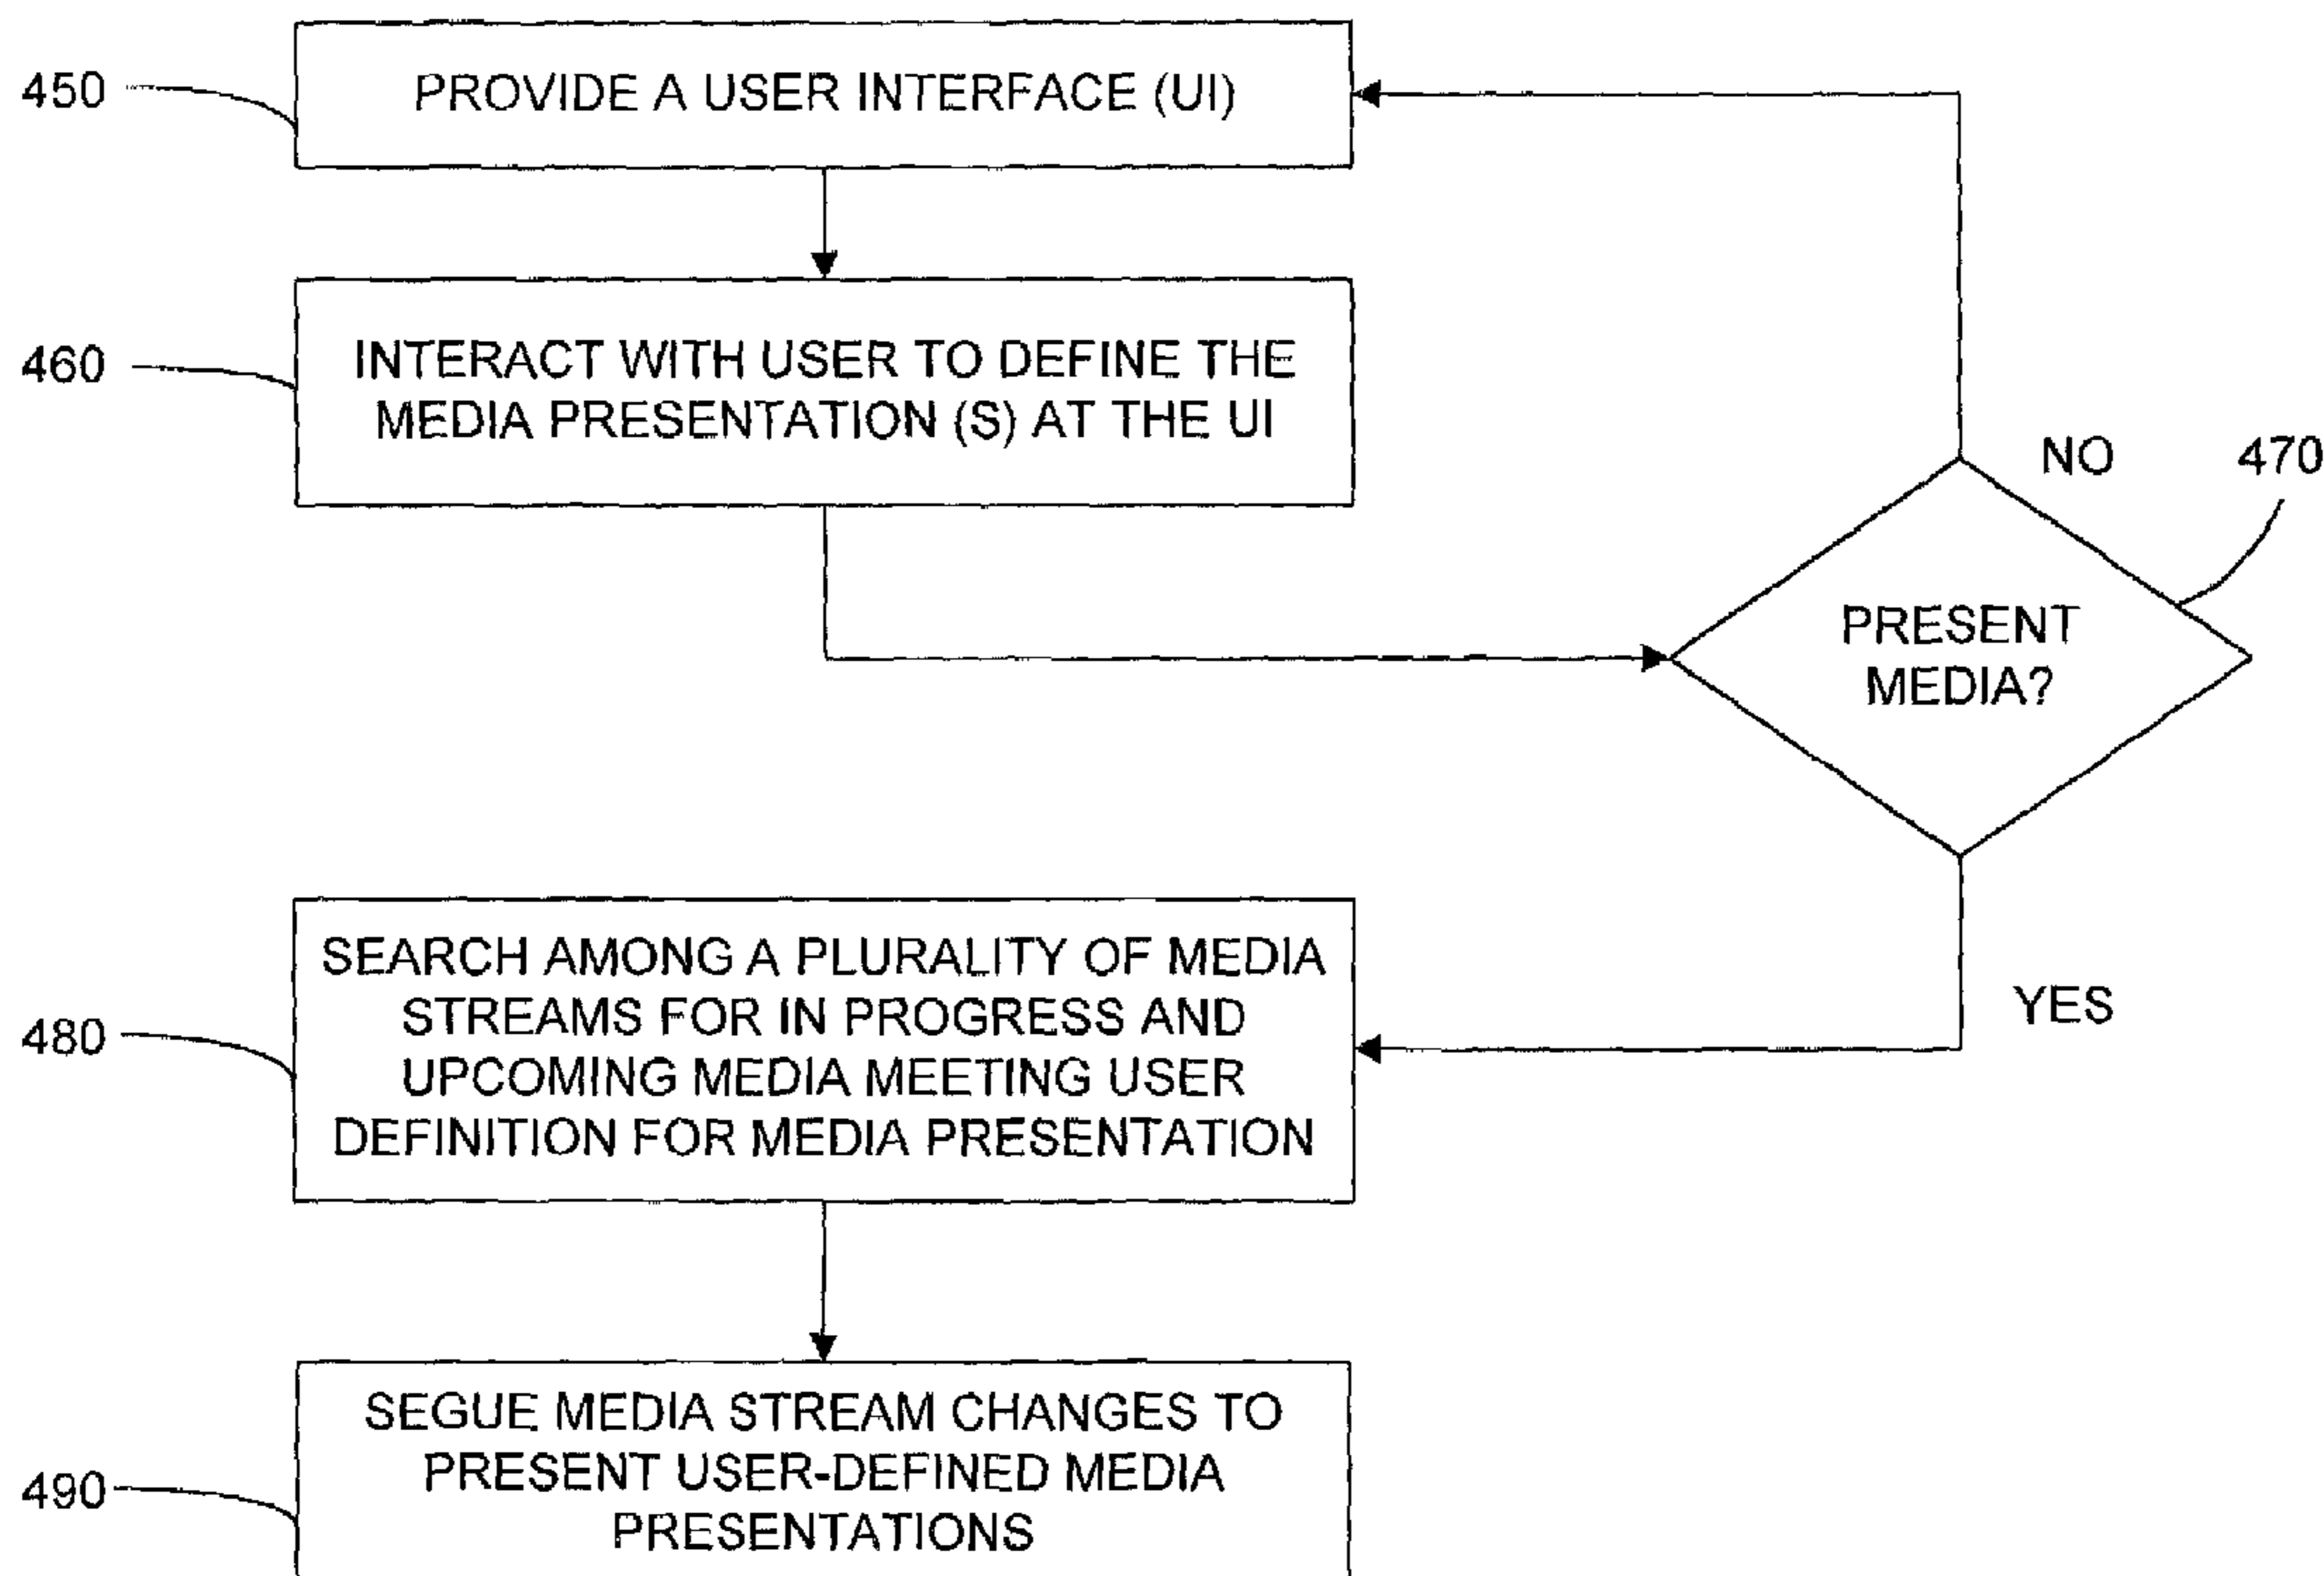 450
PROVIDE A USER INTERFACE (UI)
460
INTERACT WITH USER TO DEFINE THE
MEDIA PRESENTATION (S) AT THE UI
NO
470
PRESENT
MEDIA?
YES
480
SEARCH AMONG A PLURALITY OF MEDIA
STREAMS FOR IN PROGRESS AND
UPCOMING MEDIA MEETING USER
DEFINITION FOR MEDIA PRESENTATION
490
SEGUE MEDIA STREAM CHANGES TO
PRESENT USER-DEFINED MEDIA
PRESENTATIONS